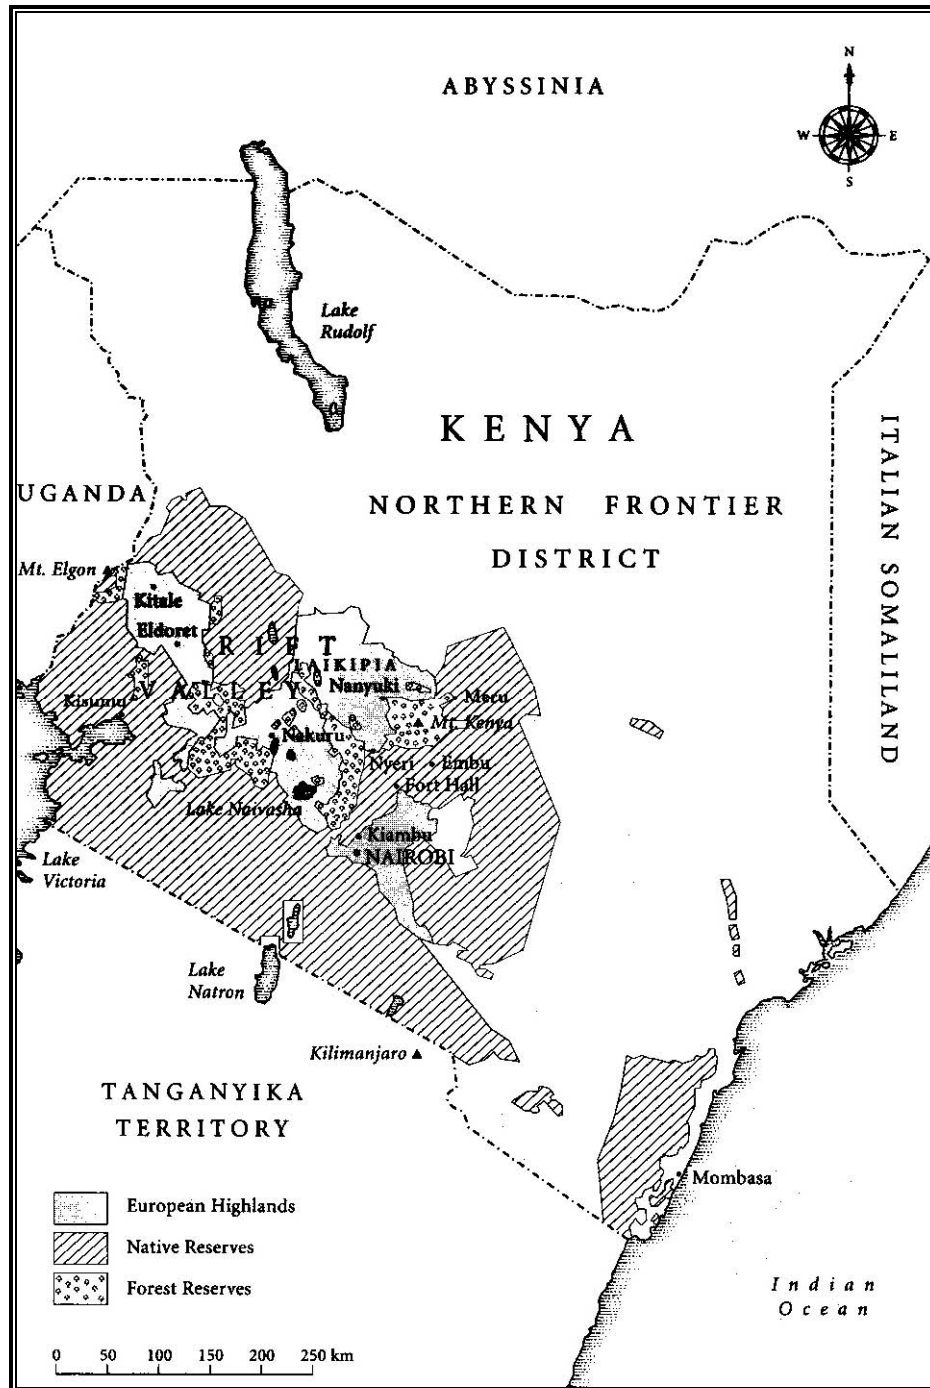 ABYSSINIA
N
W
E
S
Lake
Rudolf
KENYA
NORTHERN FRONTIER
DISTRICT
ITALIAN SOMALILAND
UGANDA
Mt. Elgon
Kitale
Eldoret
RIFT
VALLEY
LAIKIPIA
Nanyuki
Meru
Mt. Kenya
Kisumu
Nakuru
Nyeri
Embu
Fort Hall
Lake Naivasha
Kiambu
NAIROBI
Lake
Victoria
Lake
Natron
Kilimanjaro
TANGANYIKA
TERRITORY
Mombasa
European Highlands
Native Reserves
Forest Reserves
Indian
Ocean
0 50 100 150 200 250 km